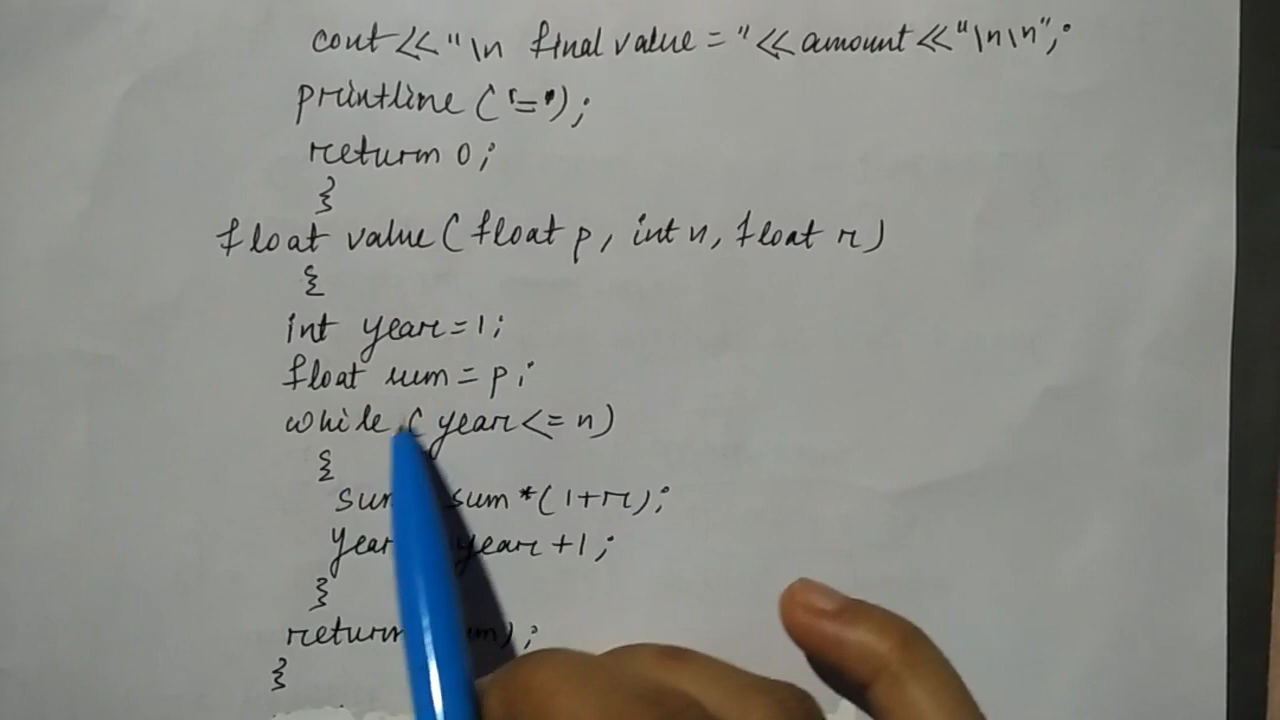 cout<<"\n final value = "<<amount<<"\n\n";
printline('=');
return 0;
}
float value(float p, int n, float r)
{
int year=1;
float sum=p;
while (year<=n)
{
sum *(1+r);
year+1;
}
return
}